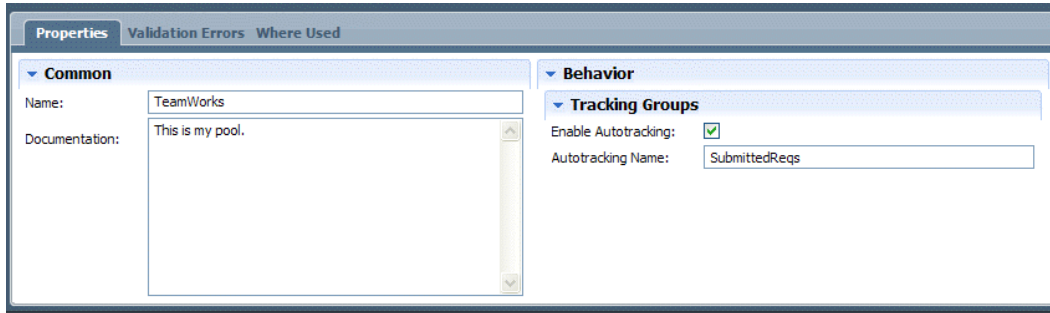 Properties Validation Errors Where Used
Common
Name: TeamWorks
Documentation: This is my pool.
Behavior
Tracking Groups
Enable Autotracking:
Autotracking Name: SubmittedReqs